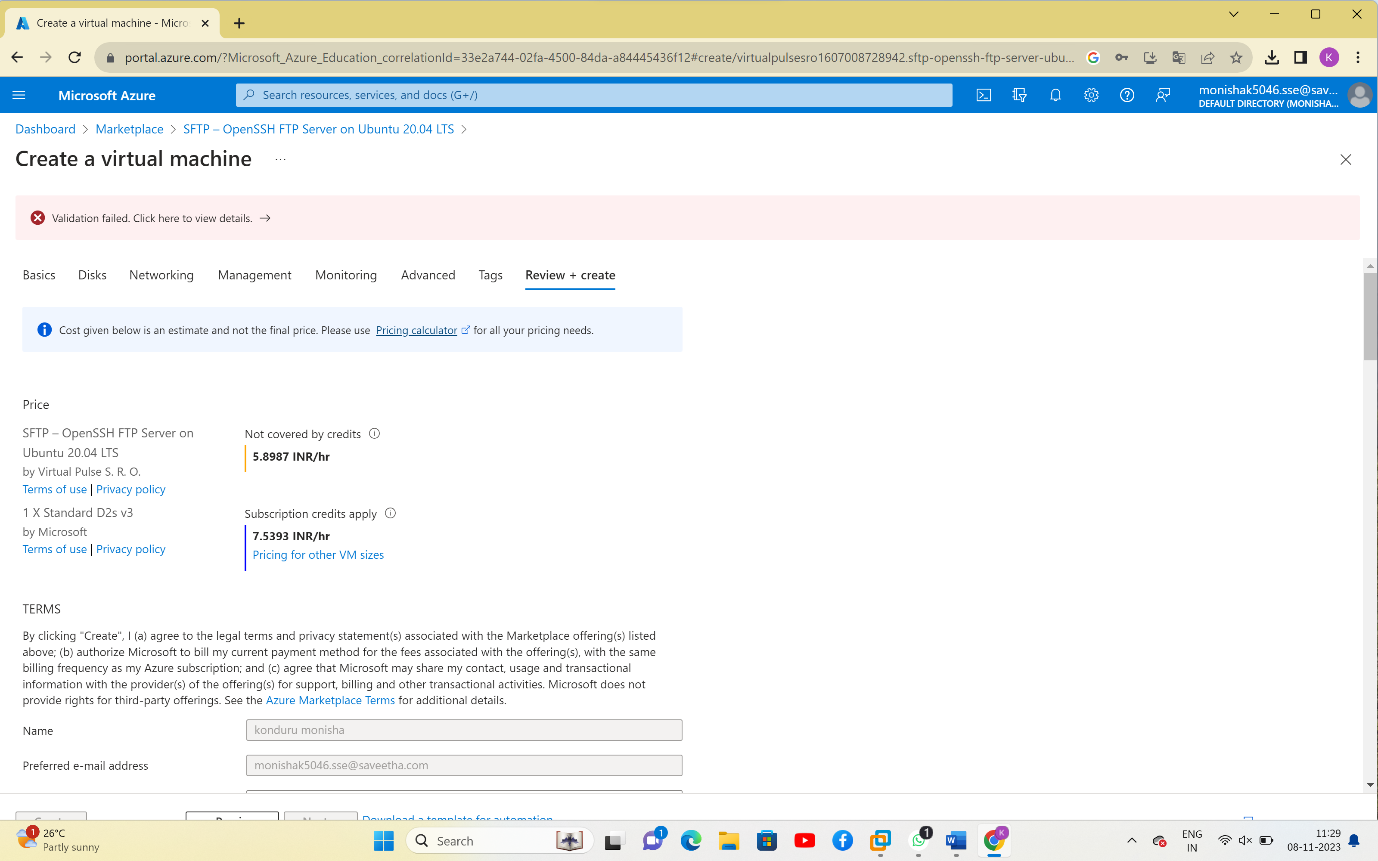 Create a virtual machine - Micro
portal.azure.com/?Microsoft_Azure_Education_correlationId=33e2a744-02fa-4500-84da-a84445436f12#create/virtualpulsesro1607008728942.sftp-openssh-ftp-server-ubu...
K
Microsoft Azure
Search resources, services, and docs (G+/)
monishak5046.sse@sav...
DEFAULT DIRECTORY (MONISHA...
Dashboard > Marketplace > SFTP – OpenSSH FTP Server on Ubuntu 20.04 LTS >
Create a virtual machine ...
Validation failed. Click here to view details. →
Basics Disks Networking Management Monitoring Advanced Tags Review + create
Cost given below is an estimate and not the final price. Please use Pricing calculator for all your pricing needs.
Price
SFTP – OpenSSH FTP Server on
Ubuntu 20.04 LTS
by Virtual Pulse S. R. O.
Terms of use | Privacy policy
Not covered by credits
5.8987 INR/hr
1 X Standard D2s v3
by Microsoft
Terms of use | Privacy policy
Subscription credits apply
7.5393 INR/hr
Pricing for other VM sizes
TERMS
By clicking "Create", I (a) agree to the legal terms and privacy statement(s) associated with the Marketplace offering(s) listed
above; (b) authorize Microsoft to bill my current payment method for the fees associated with the offering(s), with the same
billing frequency as my Azure subscription; and (c) agree that Microsoft may share my contact, usage and transactional
information with the provider(s) of the offering(s) for support, billing and other transactional activities. Microsoft does not
provide rights for third-party offerings. See the Azure Marketplace Terms for additional details.
Name
konduru monisha
Preferred e-mail address
monishak5046.sse@saveetha.com
Download a template for automation
1
26°C
Partly sunny
Search
1
1
W
K
ENG
IN
11:29
08-11-2023